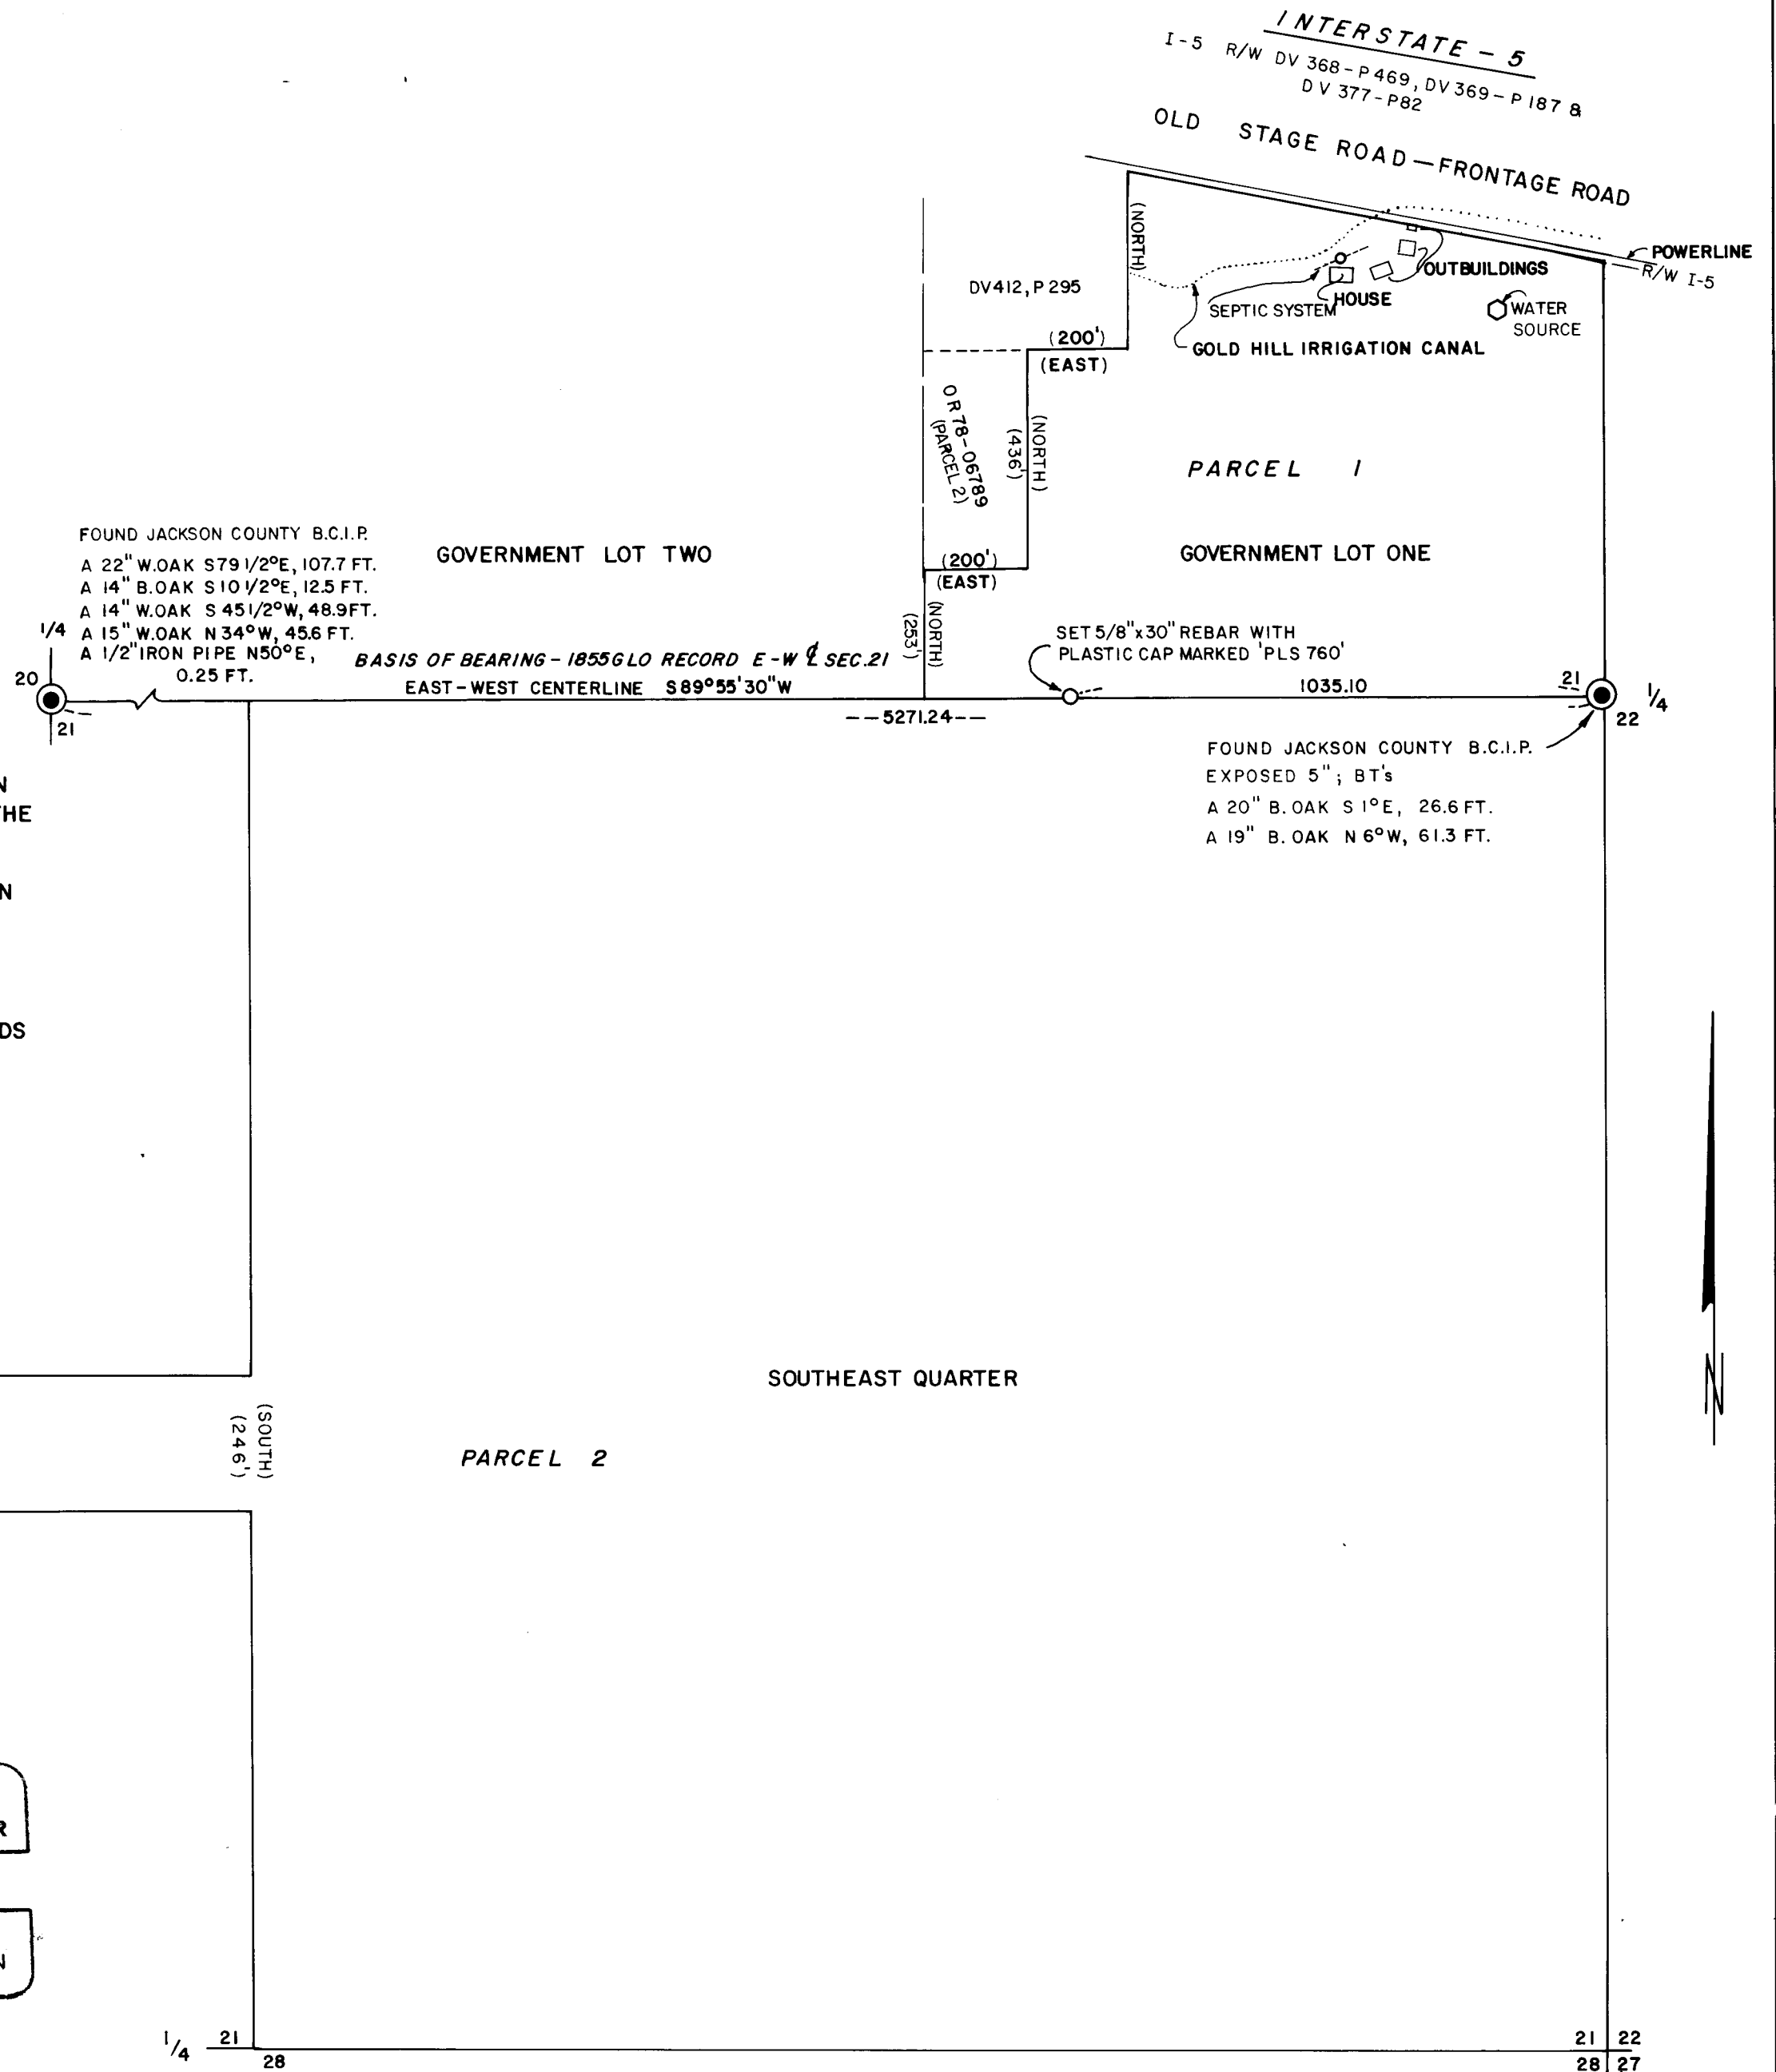 INTERSTATE - 5
I-5 R/W DV 368-P469, DV369-P187 &
DV 377-P82
OLD STAGE ROAD—FRONTAGE ROAD
(NORTH)
POWERLINE
R/W I-5
OUTBUILDINGS
HOUSE
SEPTIC SYSTEM
WATER
SOURCE
GOLD HILL IRRIGATION CANAL
DV412, P 295
(200')
(EAST)
OR 78-06789
(PARCEL 2)
(NORTH)
(436')
PARCEL 1
GOVERNMENT LOT TWO
GOVERNMENT LOT ONE
(200')
(EAST)
(NORTH)
(253')
FOUND JACKSON COUNTY B.C.I.P.
A 22" W.OAK S79 1/2°E, 107.7 FT.
A 14" B.OAK S10 1/2°E, 12.5 FT.
A 14" W.OAK S 45 1/2°W, 48.9FT.
A 15" W.OAK N 34°W, 45.6 FT.
A 1/2" IRON PIPE N50°E,
0.25 FT.
1/4
20
21
BASIS OF BEARING-1855 GLO RECORD E-W ℄ SEC.21
EAST-WEST CENTERLINE S89°55'30"W
--5271.24--
SET 5/8"x30" REBAR WITH
PLASTIC CAP MARKED 'PLS 760'
1035.10
21
1/4
22
FOUND JACKSON COUNTY B.C.I.P.
EXPOSED 5"; BT's
A 20" B.OAK S 1°E, 26.6 FT.
A 19" B.OAK N 6°W, 61.3 FT.
N
THE
N
DS
SOUTHEAST QUARTER
(SOUTH)
(246')
PARCEL 2
N
R
N
1/4 21
28
21 22
28 27